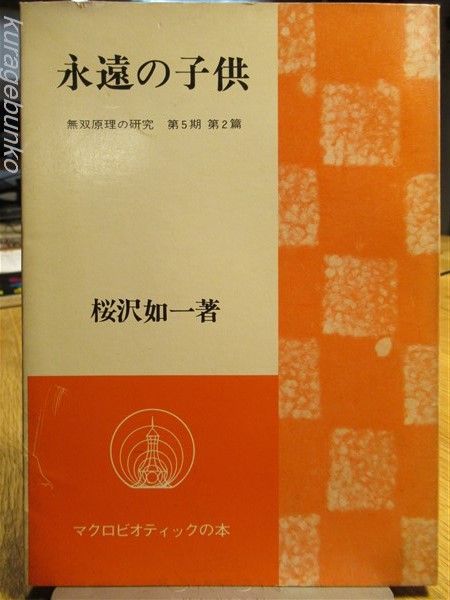 永遠の子供
無双原理の研究 第5期 第2篇
桜沢如一著
マクロビオティックの本
kuragebunko